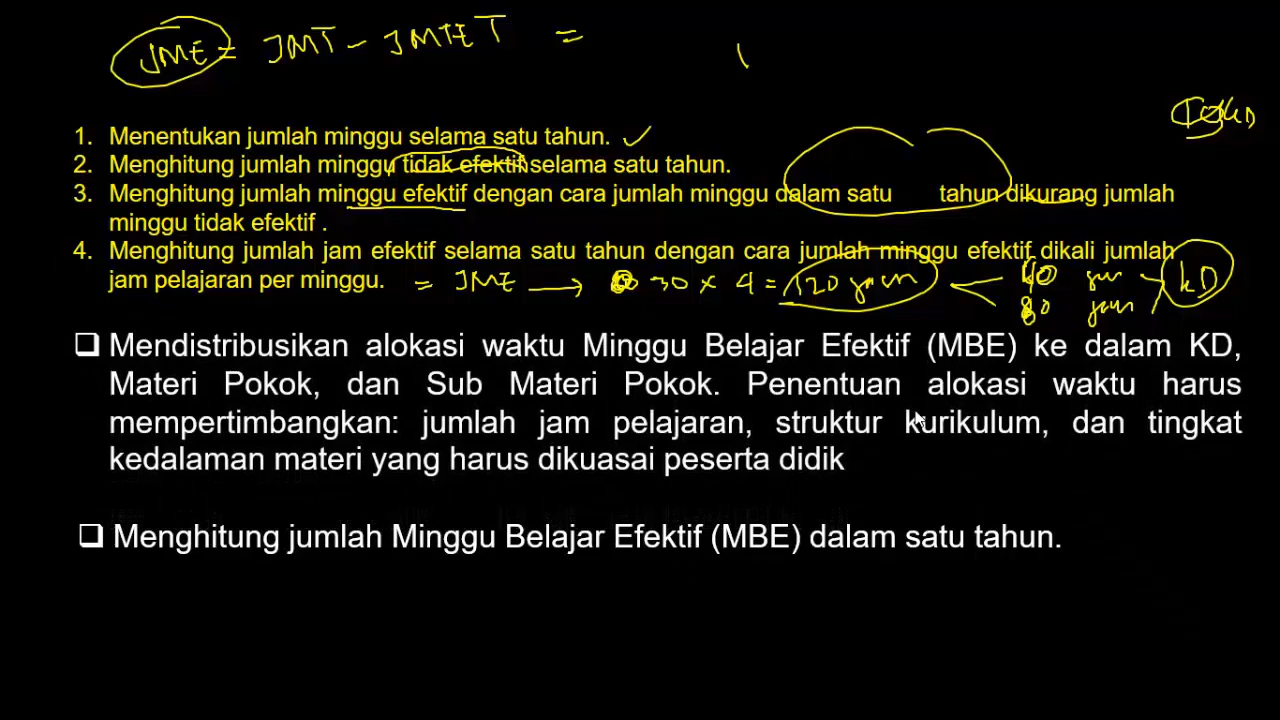 JME = JMT - JMTET =
10 KD
1. Menentukan jumlah minggu selama satu tahun.
2. Menghitung jumlah minggu tidak efektif selama satu tahun.
3. Menghitung jumlah minggu efektif dengan cara jumlah minggu dalam satu tahun dikurang jumlah
minggu tidak efektif .
4. Menghitung jumlah jam efektif selama satu tahun dengan cara jumlah minggu efektif dikali jumlah
jam pelajaran per minggu. = JME → 30 x 4 = 120 jam 40 jam KD
80 jam
Mendistribusikan alokasi waktu Minggu Belajar Efektif (MBE) ke dalam KD,
Materi Pokok, dan Sub Materi Pokok. Penentuan alokasi waktu harus
mempertimbangkan: jumlah jam pelajaran, struktur kurikulum, dan tingkat
kedalaman materi yang harus dikuasai peserta didik
Menghitung jumlah Minggu Belajar Efektif (MBE) dalam satu tahun.